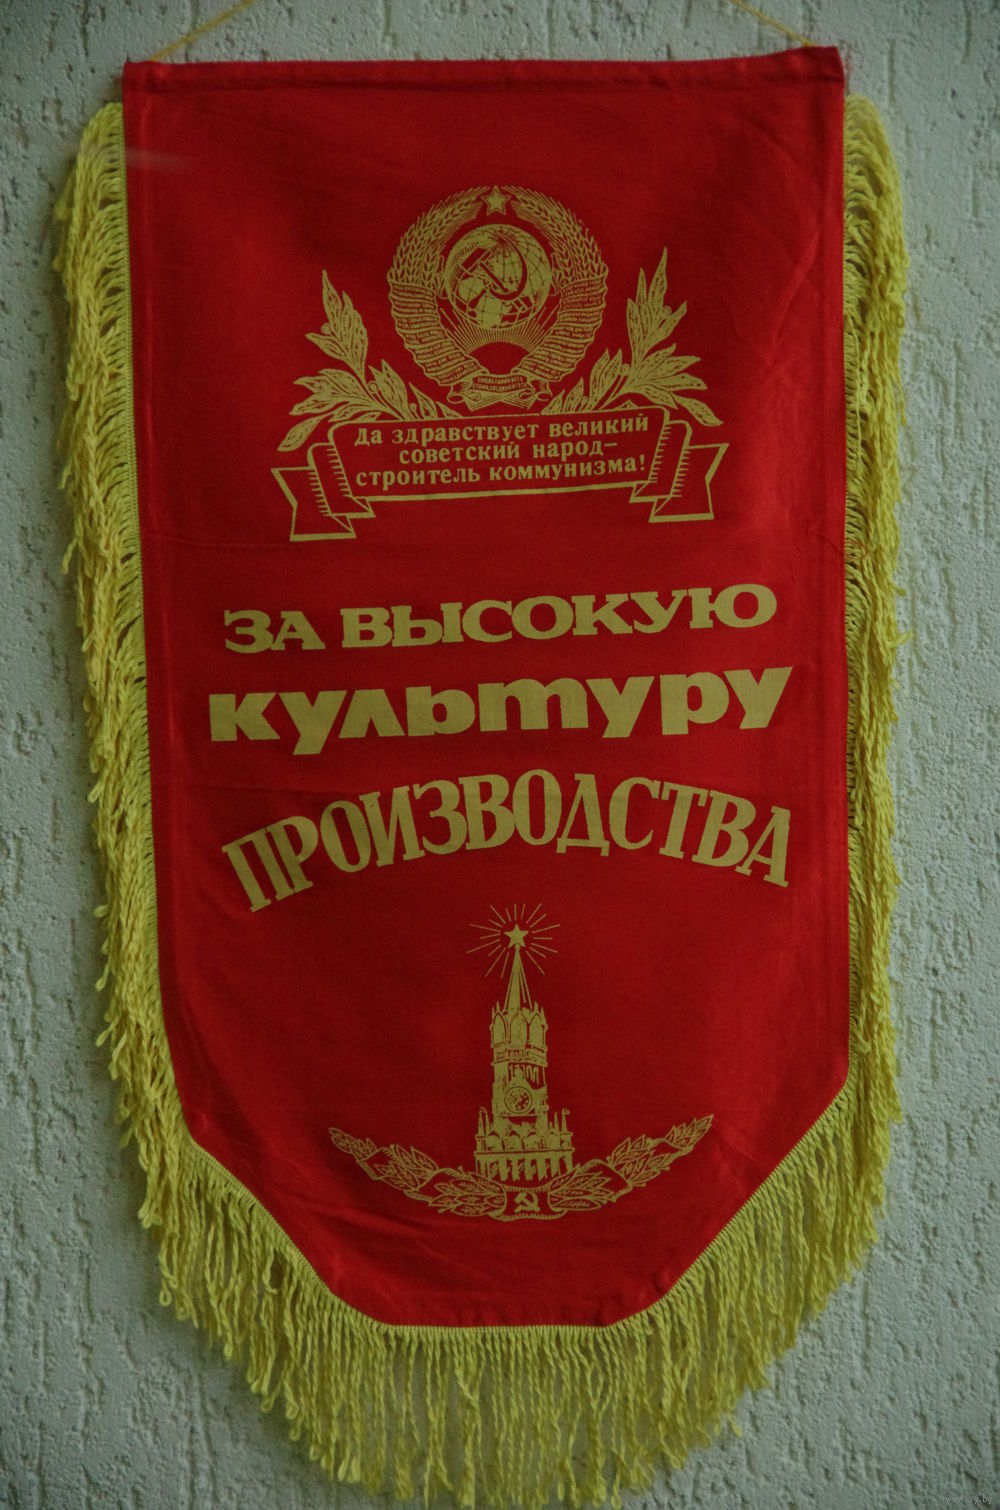 Да здравствует великий
советский народ—
строитель коммунизма!
ЗА ВЫСОКУЮ
культуру
ПРОИЗВОДСТВА